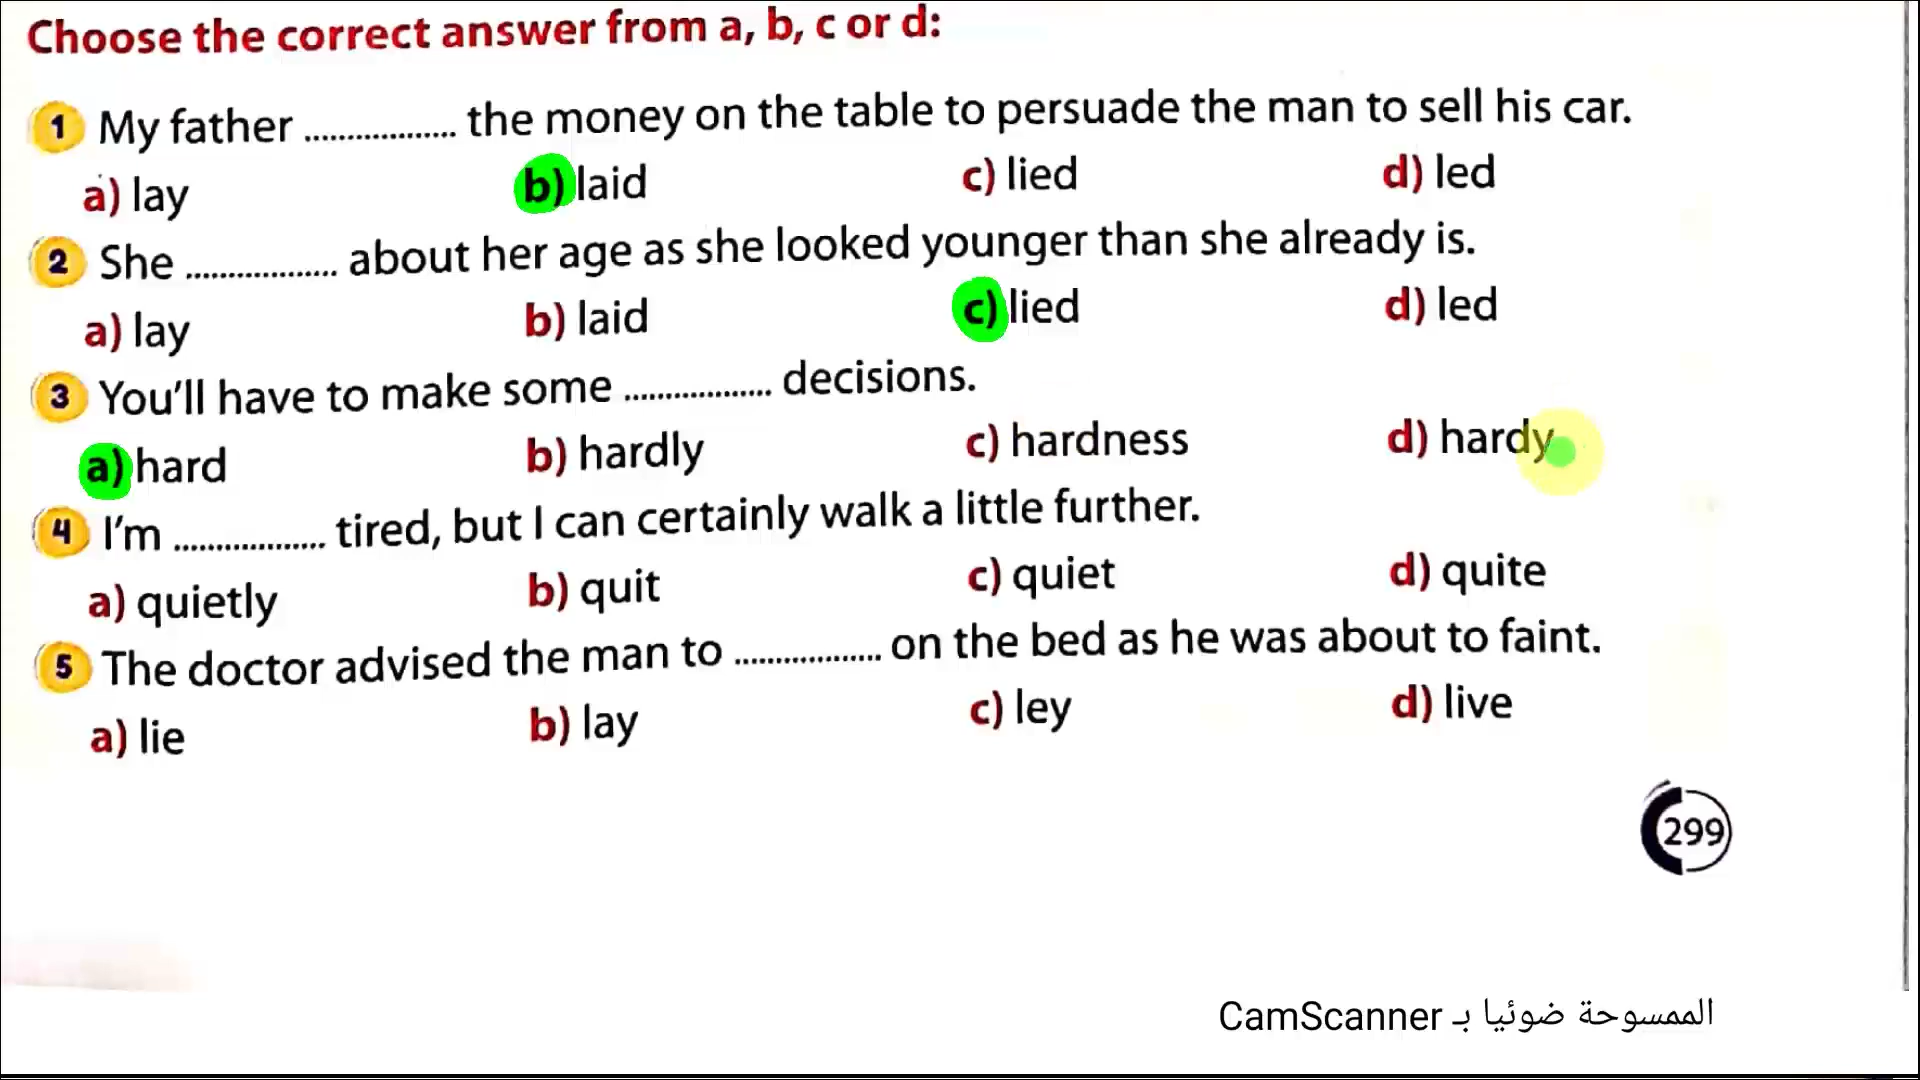 Choose the correct answer from a, b, c or d:
1 My father .................. the money on the table to persuade the man to sell his car.
a) lay b) laid c) lied d) led
2 She .................. about her age as she looked younger than she already is.
a) lay b) laid c) lied d) led
3 You'll have to make some .................. decisions.
a) hard b) hardly c) hardness d) hardy
4 I'm .................. tired, but I can certainly walk a little further.
a) quietly b) quit c) quiet d) quite
5 The doctor advised the man to .................. on the bed as he was about to faint.
a) lie b) lay c) ley d) live
299
الممسوحة ضوئيا بـ CamScanner